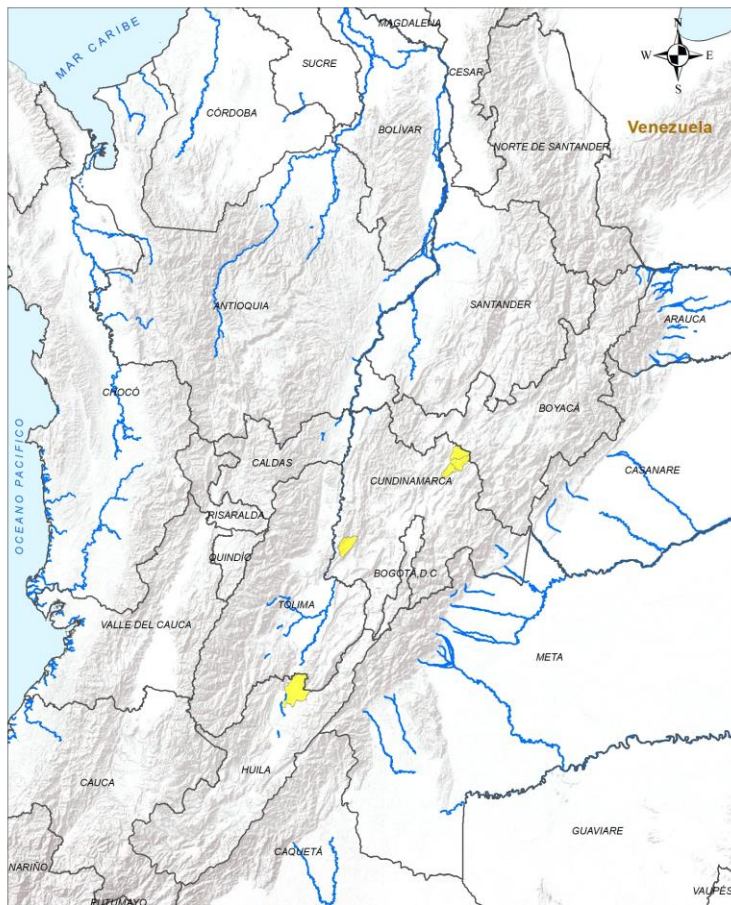 MAGDALENA
N
MAR CARIBE
SUCRE
W E
CESAR
S
CÓRDOBA
BOLÍVAR
Venezuela
NORTE DE SANTANDER
ANTIOQUIA
SANTANDER
ARAUCA
CHOCÓ
BOYACÁ
OCEANO PACIFICO
CALDAS
CASANARE
CUNDINAMARCA
RISARALDA
QUINDÍO
BOGOTÁ, D.C
TOLIMA
VALLE DEL CAUCA
META
HUILA
CAUCA
GUAVIARE
CAQUETÁ
NARIÑO
PUTUMAYO
VAUPÉS